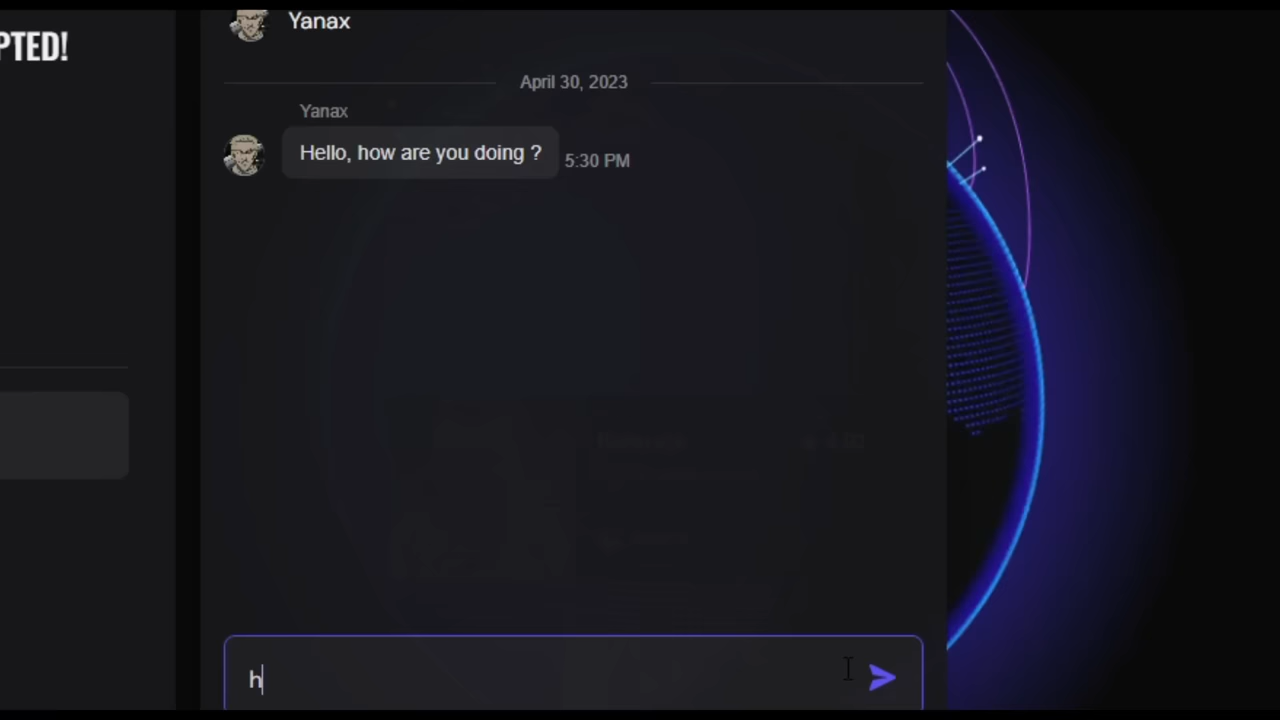 PTED!
Yanax
April 30, 2023
Yanax
Hello, how are you doing ?
5:30 PM
h